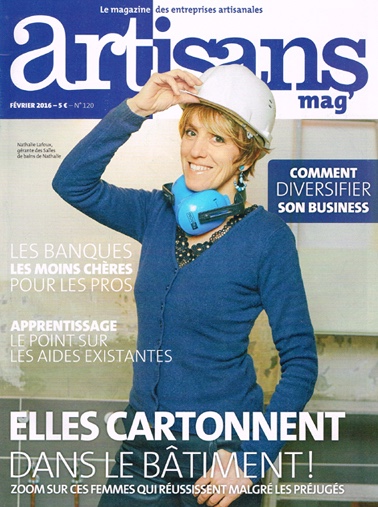 Le magazine des entreprises artisanales
artisans
mag'
FÉVRIER 2016 – 5 € – N° 120
Nathalie Lafoux,
gérante des Salles
de bains de Nathalie
COMMENT
DIVERSIFIER
SON BUSINESS
LES BANQUES
LES MOINS CHÈRES
POUR LES PROS
APPRENTISSAGE
LE POINT SUR
LES AIDES EXISTANTES
ELLES CARTONNENT
DANS LE BÂTIMENT !
ZOOM SUR CES FEMMES QUI RÉUSSISSENT MALGRÉ LES PRÉJUGÉS